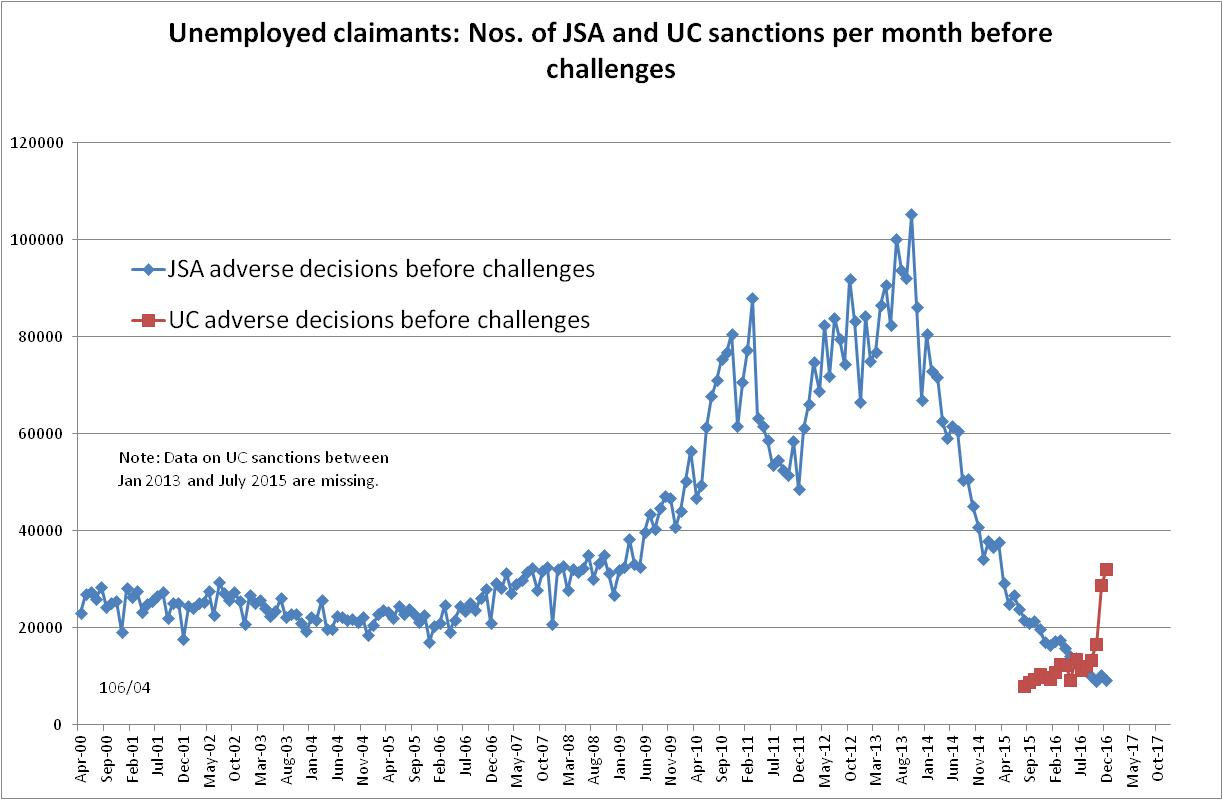 Unemployed claimants: Nos. of JSA and UC sanctions per month before
challenges
120000
100000
80000
60000
40000
20000
0
JSA adverse decisions before challenges
UC adverse decisions before challenges
Note: Data on UC sanctions between
Jan 2013 and July 2015 are missing.
106/04
Apr-00
Sep-00
Feb-01
Jul-01
Dec-01
May-02
Oct-02
Mar-03
Aug-03
Jan-04
Jun-04
Nov-04
Apr-05
Sep-05
Feb-06
Jul-06
Dec-06
May-07
Oct-07
Mar-08
Aug-08
Jan-09
Jun-09
Nov-09
Apr-10
Sep-10
Feb-11
Jul-11
Dec-11
May-12
Oct-12
Mar-13
Aug-13
Jan-14
Jun-14
Nov-14
Apr-15
Sep-15
Feb-16
Jul-16
Dec-16
May-17
Oct-17